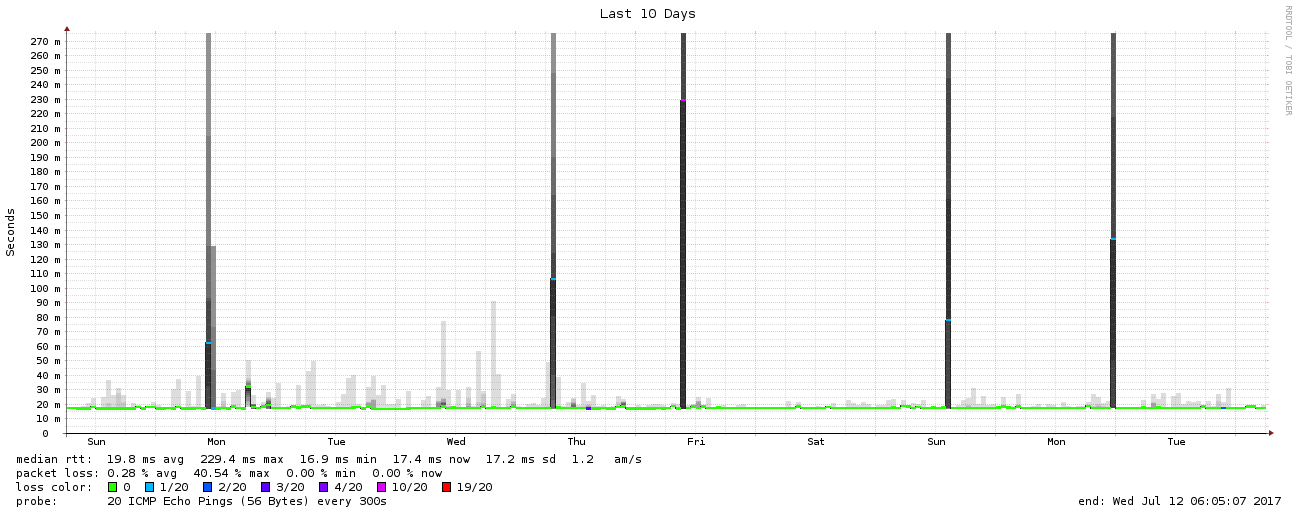 Last 10 Days
RRDTOOL / TOBI OETIKER
Seconds
270 m
260 m
250 m
240 m
230 m
220 m
210 m
200 m
190 m
180 m
170 m
160 m
150 m
140 m
130 m
120 m
110 m
100 m
90 m
80 m
70 m
60 m
50 m
40 m
30 m
20 m
10 m
0
Sun Mon Tue Wed Thu Fri Sat Sun Mon Tue
median rtt: 19.8 ms avg 229.4 ms max 16.9 ms min 17.4 ms now 17.2 ms sd 1.2 am/s
packet loss: 0.28 % avg 40.54 % max 0.00 % min 0.00 % now
loss color: 0 1/20 2/20 3/20 4/20 10/20 19/20
probe: 20 ICMP Echo Pings (56 Bytes) every 300s end: Wed Jul 12 06:05:07 2017